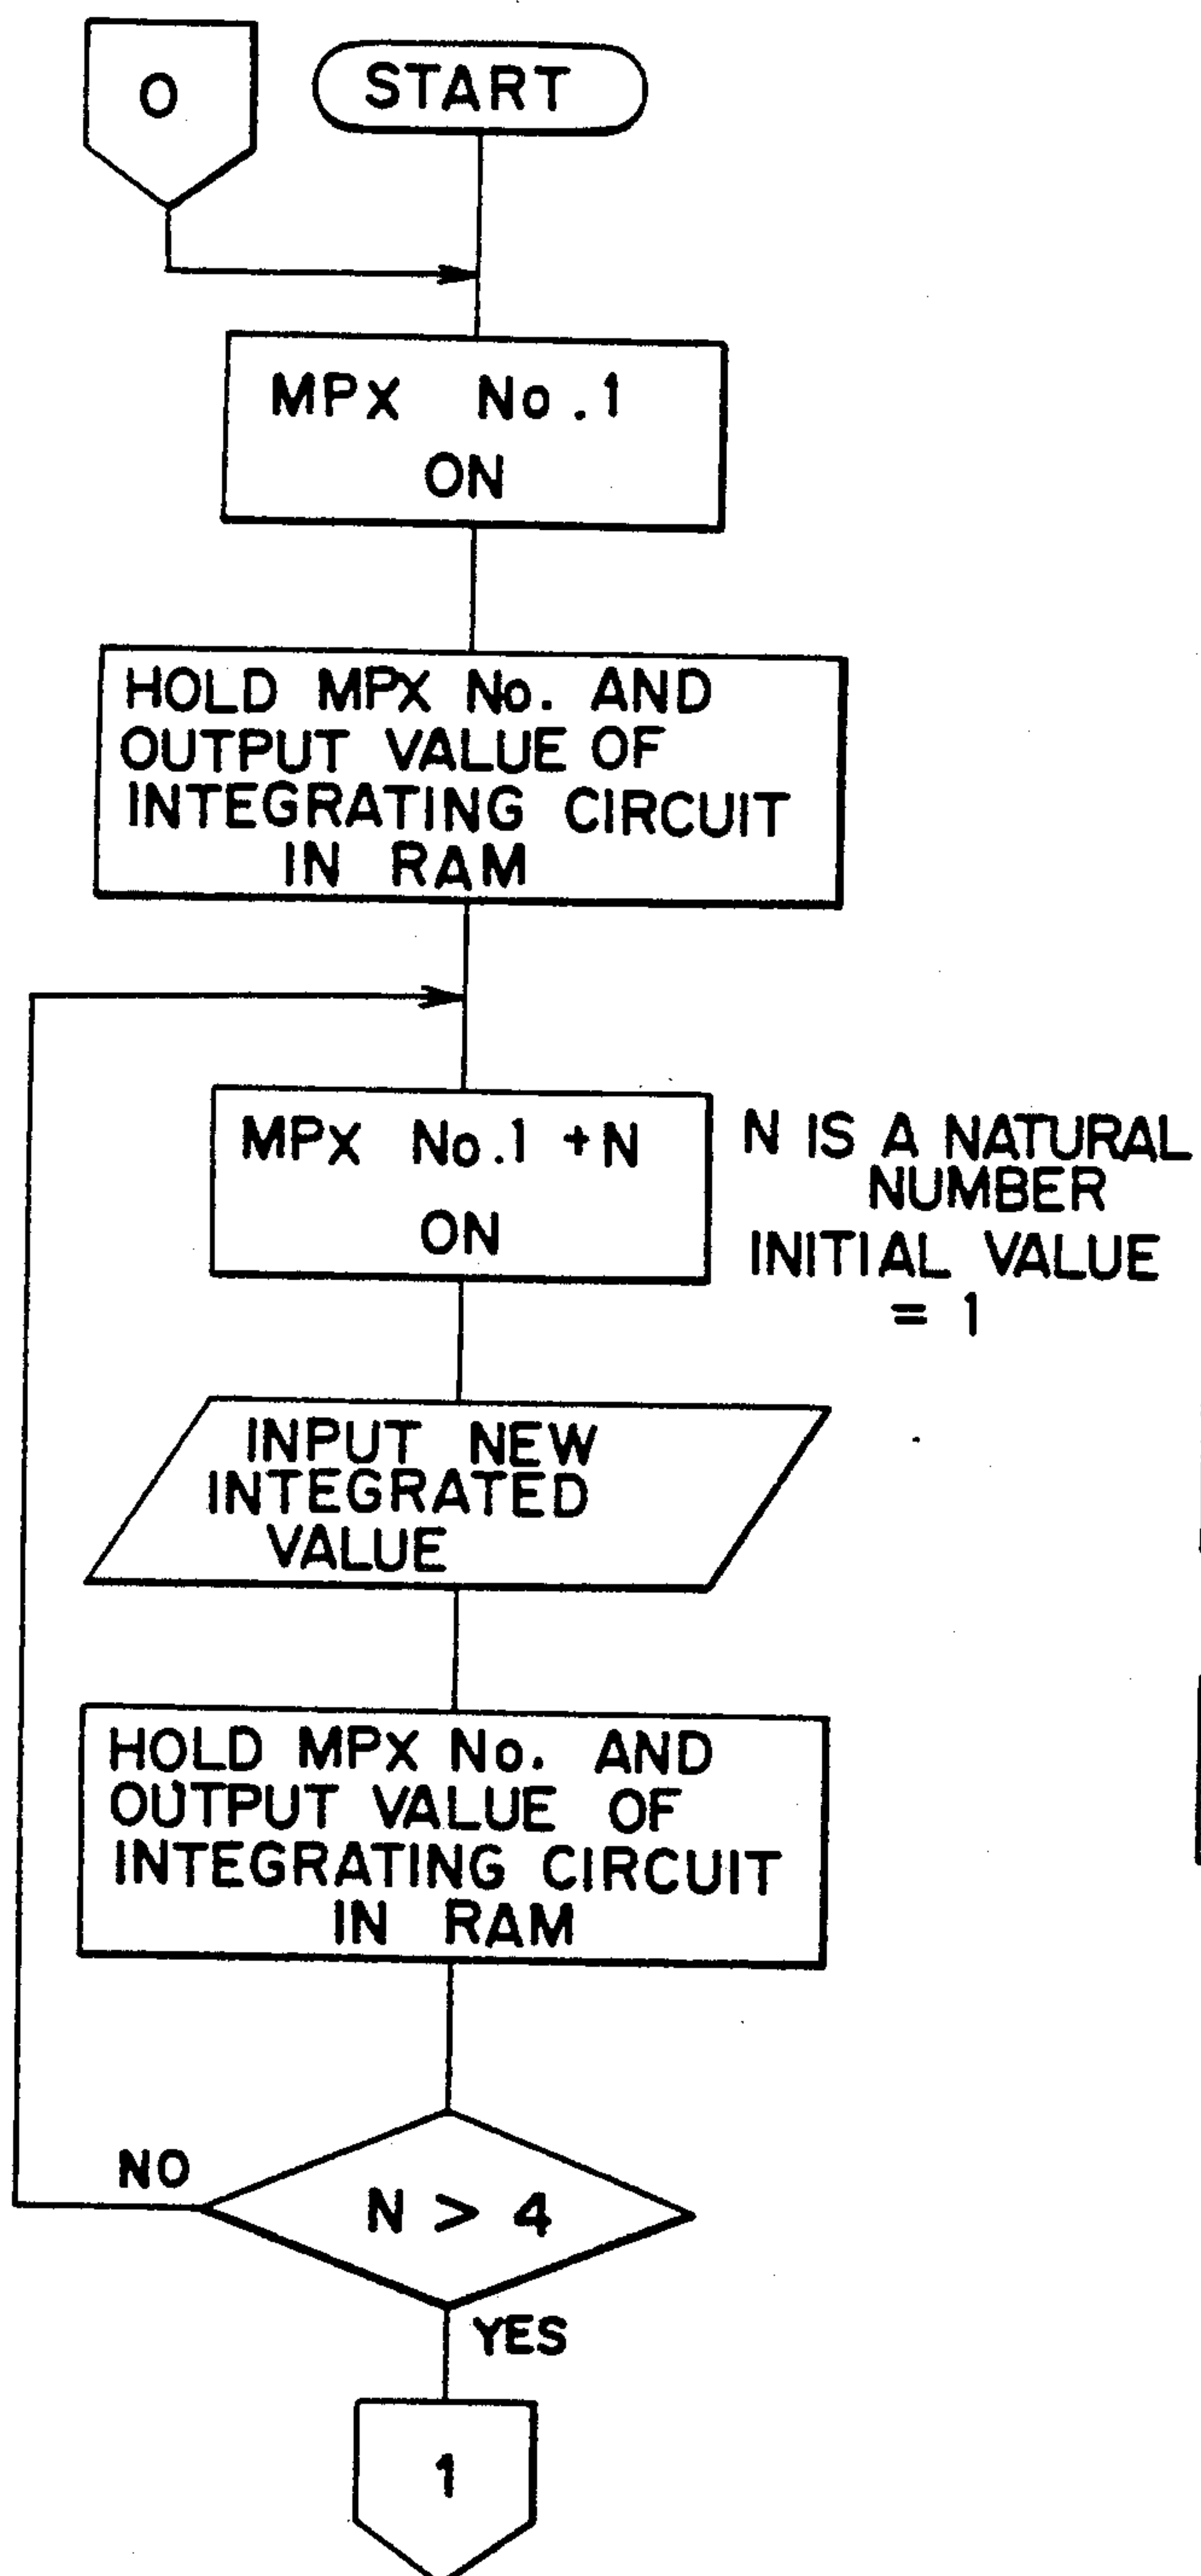 0
START
MPX No.1
ON
HOLD MPX No. AND
OUTPUT VALUE OF
INTEGRATING CIRCUIT
IN RAM
MPX No.1 +N
ON
N IS A NATURAL
NUMBER
INITIAL VALUE
= 1
INPUT NEW
INTEGRATED
VALUE
HOLD MPX No. AND
OUTPUT VALUE OF
INTEGRATING CIRCUIT
IN RAM
NO
N > 4
YES
1